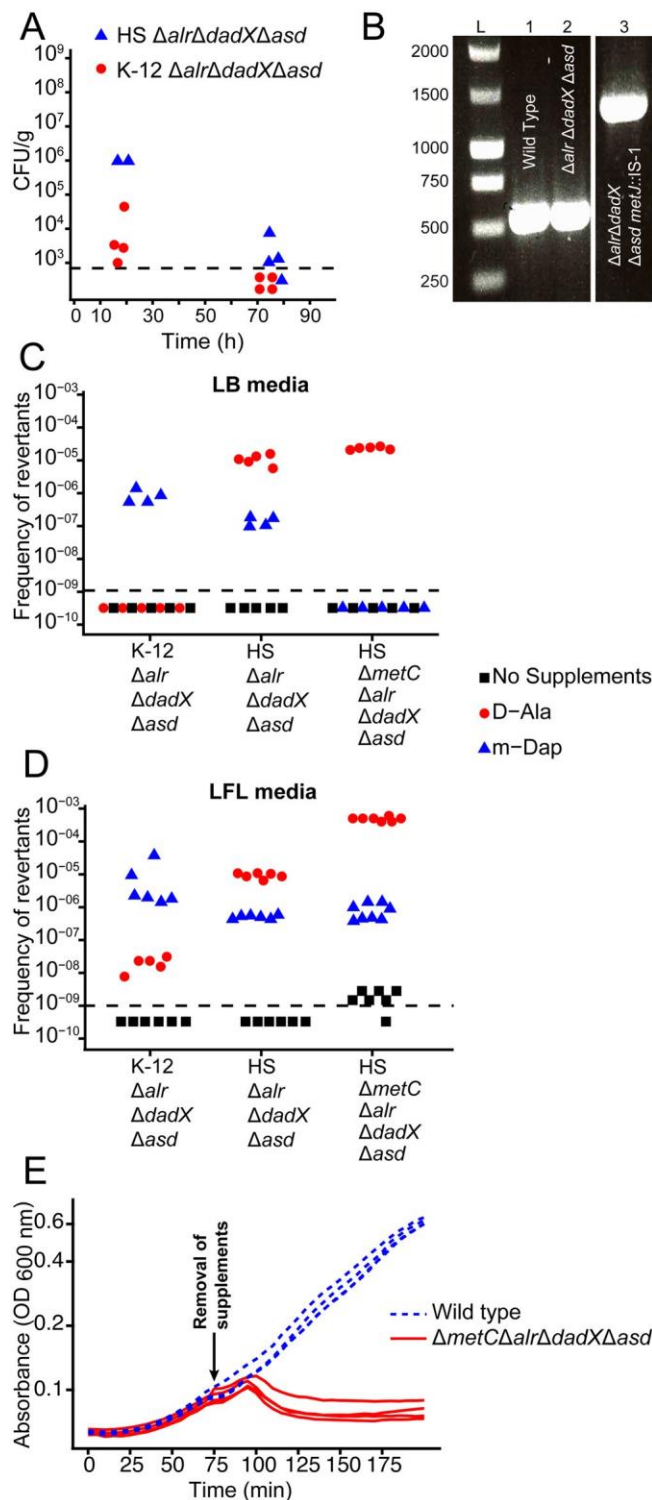 A
HS ΔalrΔdadXΔasd
K-12 ΔalrΔdadXΔasd
CFU/g
10⁹
10⁸
10⁷
10⁶
10⁵
10⁴
10³
0 10 30 50 70 90
Time (h)
B
L 1 2 3
2000
1500
1000
750
500
250
Wild Type
Δalr ΔdadX Δasd
ΔalrΔdadX
Δasd metJ::IS-1
C
LB media
Frequency of revertants
10⁻⁰³
10⁻⁰⁴
10⁻⁰⁵
10⁻⁰⁶
10⁻⁰⁷
10⁻⁰⁸
10⁻⁰⁹
10⁻¹⁰
K-12 HS HS
Δalr Δalr ΔmetC
ΔdadX ΔdadX Δalr
Δasd Δasd ΔdadX
Δasd
No Supplements
D-Ala
m-Dap
D
LFL media
Frequency of revertants
10⁻⁰³
10⁻⁰⁴
10⁻⁰⁵
10⁻⁰⁶
10⁻⁰⁷
10⁻⁰⁸
10⁻⁰⁹
10⁻¹⁰
K-12 HS HS
Δalr Δalr ΔmetC
ΔdadX ΔdadX Δalr
Δasd Δasd ΔdadX
Δasd
E
Absorbance (OD 600 nm)
0.6
0.4
0.2
0.1
Removal of
supplements
Wild type
ΔmetCΔalrΔdadXΔasd
0 25 50 75 100 125 150 175
Time (min)